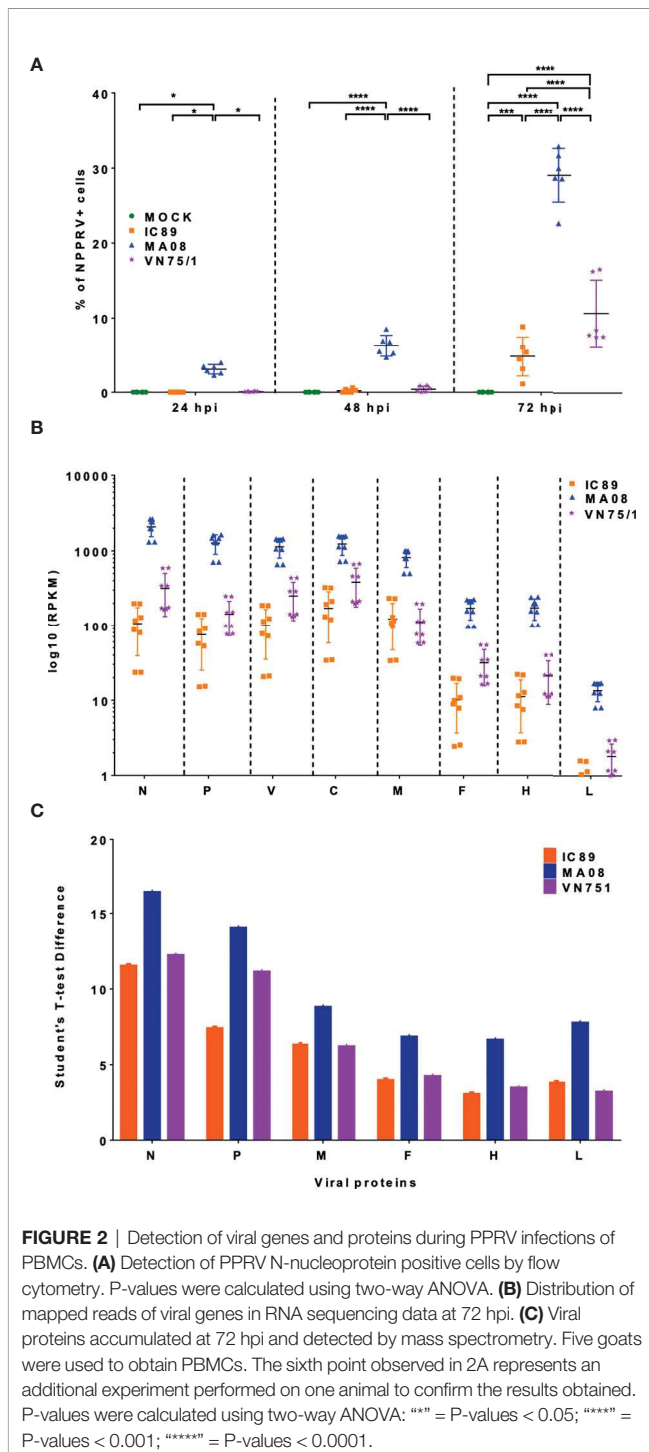 A
* **** **** **** ****
* * **** **** *** **** ****
40
30
20
10
0
% of NPPRV+ cells
MOCK
IC89
MA08
VN75/1
24 hpi 48 hpi 72 hpi
B
10000
1000
100
10
1
log10 [RPKM]
IC89
MA08
VN75/1
N P V C M F H L
C
20
15
10
5
0
Student's T-test Difference
IC89
MA08
VN751
N P M F H L
Viral proteins
FIGURE 2 | Detection of viral genes and proteins during PPRV infections of
PBMCs. (A) Detection of PPRV N-nucleoprotein positive cells by flow
cytometry. P-values were calculated using two-way ANOVA. (B) Distribution of
mapped reads of viral genes in RNA sequencing data at 72 hpi. (C) Viral
proteins accumulated at 72 hpi and detected by mass spectrometry. Five goats
were used to obtain PBMCs. The sixth point observed in 2A represents an
additional experiment performed on one animal to confirm the results obtained.
P-values were calculated using two-way ANOVA: “*” = P-values < 0.05; “***” =
P-values < 0.001; “****” = P-values < 0.0001.